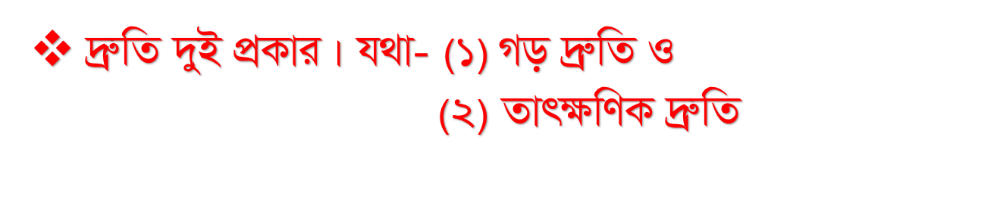 ❖ দ্রুতি দুই প্রকার। যথা- (১) গড় দ্রুতি ও
(২) তাৎক্ষণিক দ্রুতি